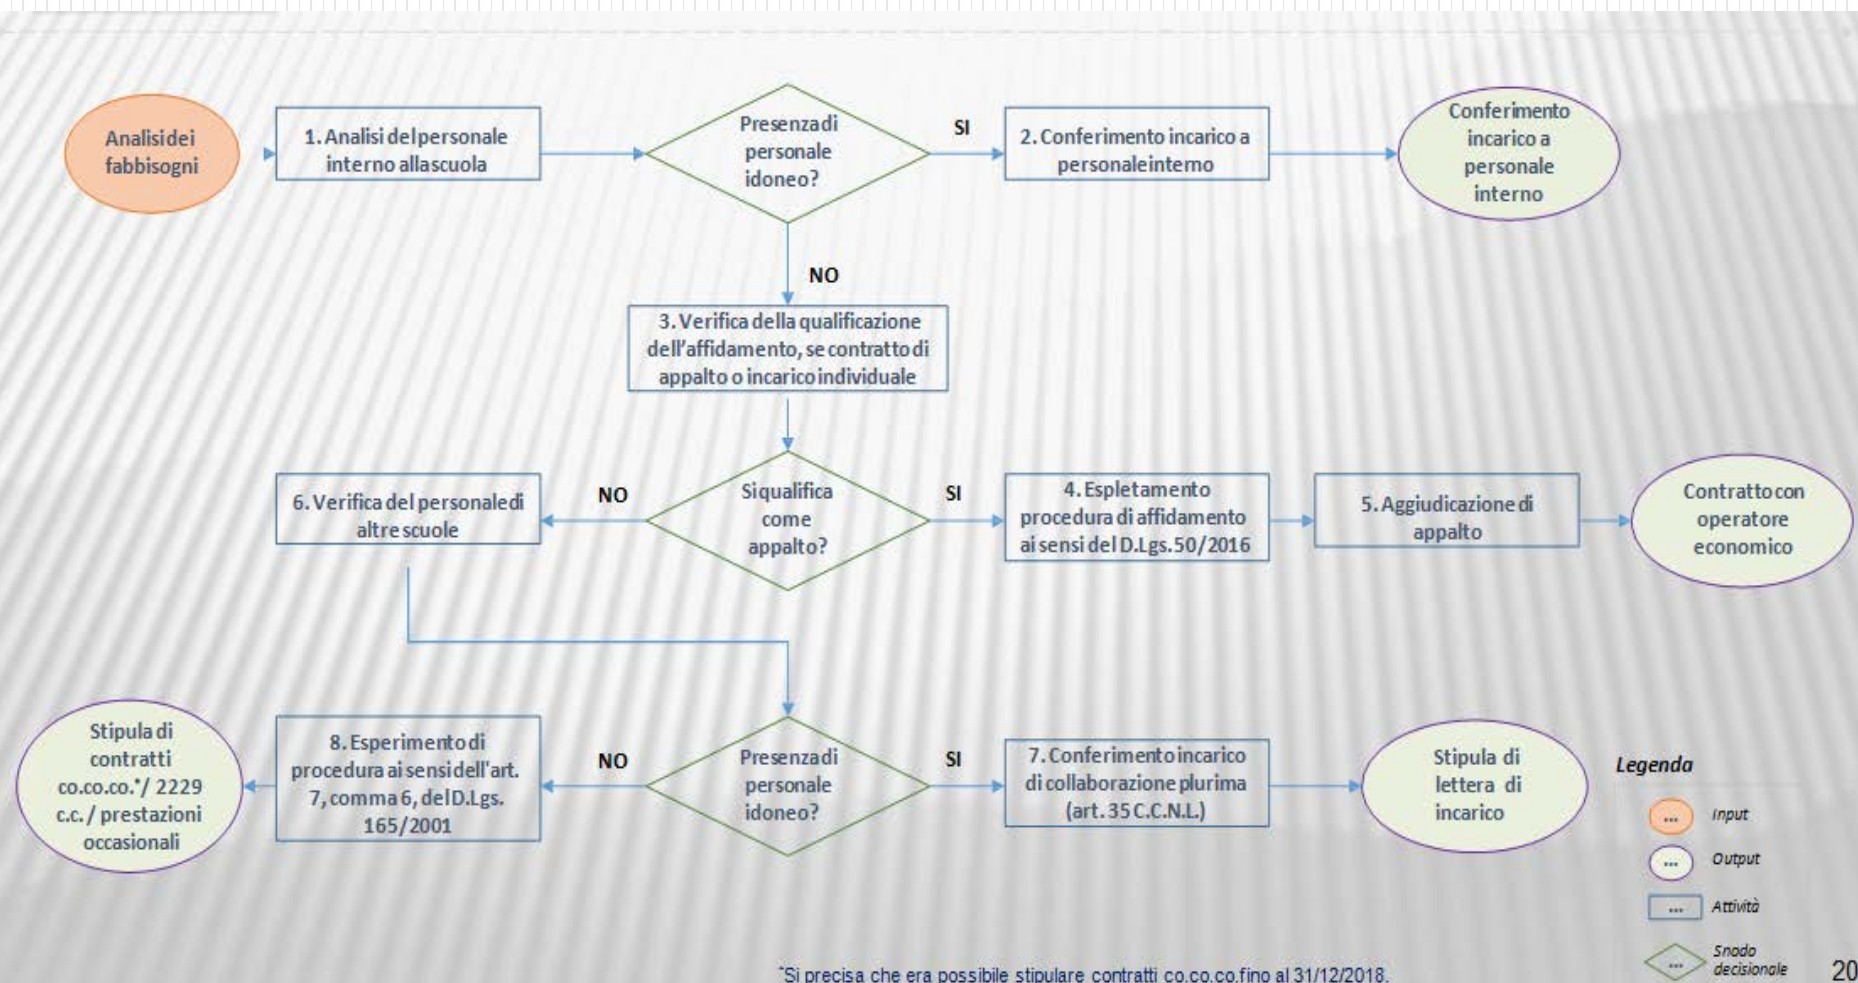 Analisi dei
fabbisogni
1. Analisi del personale
interno alla scuola
Presenza di
personale
idoneo?
SI
2. Conferimento incarico a
personale interno
Conferimento
incarico a
personale
interno
NO
3. Verifica della qualificazione
dell'affidamento, se contratto di
appalto o incarico individuale
6. Verifica del personale di
altre scuole
NO
Si qualifica
come
appalto?
SI
4. Espletamento
procedura di affidamento
ai sensi del D.Lgs. 50/2016
5. Aggiudicazione di
appalto
Contratto con
operatore
economico
Stipula di
contratti
co.co.co.*/ 2229
c.c. / prestazioni
occasionali
8. Esperimento di
procedura ai sensi dell'art.
7, comma 6, del D.Lgs.
165/2001
NO
Presenza di
personale
idoneo?
SI
7. Conferimento incarico
di collaborazione plurima
(art. 35 C.C.N.L.)
Stipula di
lettera di
incarico
Legenda
... Input
... Output
... Attività
... Snodo
decisionale
*Si precisa che era possibile stipulare contratti co.co.co. fino al 31/12/2018.
20